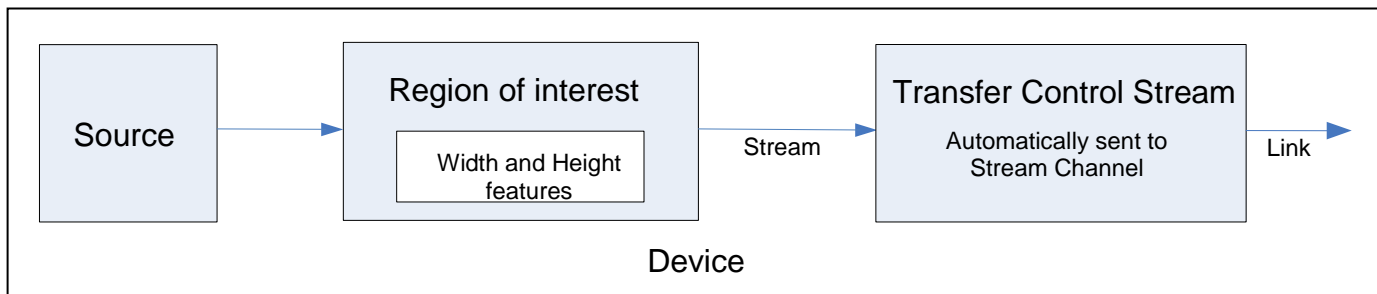 Source
Region of interest
Width and Height
features
Stream
Transfer Control Stream
Automatically sent to
Stream Channel
Link
Device